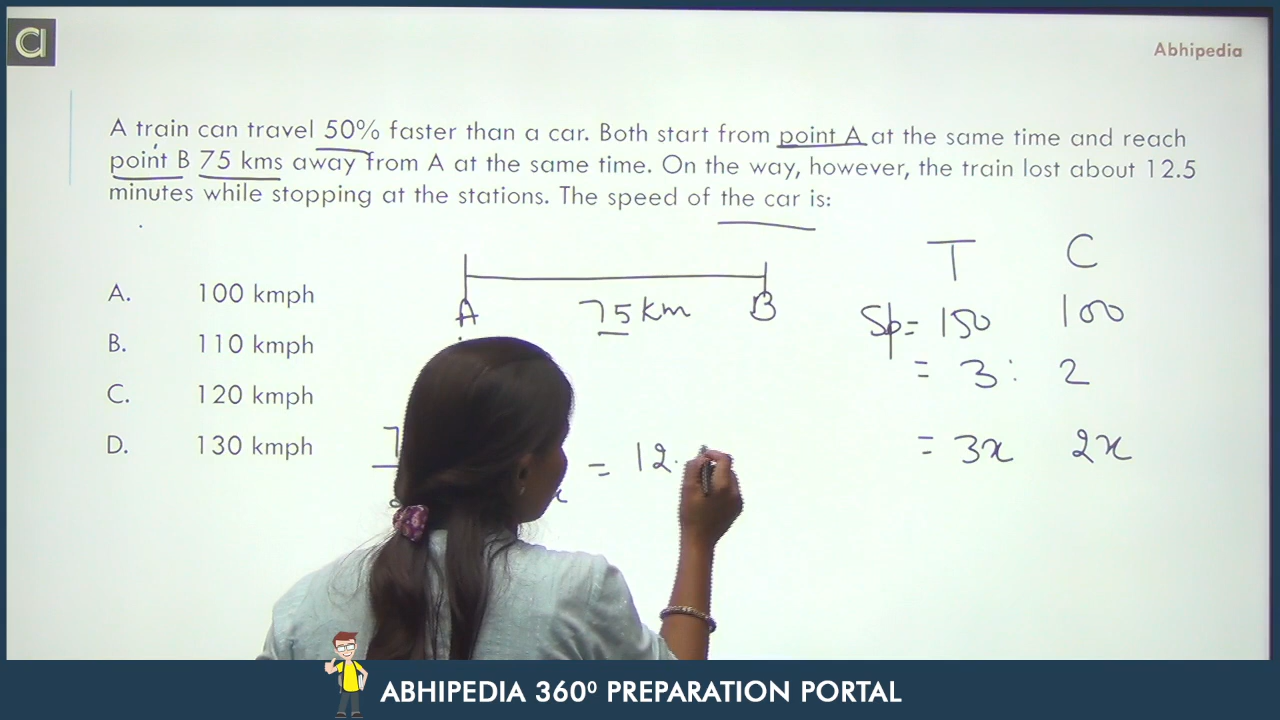 Abhipedia
A train can travel 50% faster than a car. Both start from point A at the same time and reach
point B 75 kms away from A at the same time. On the way, however, the train lost about 12.5
minutes while stopping at the stations. The speed of the car is:
A. 100 kmph
B. 110 kmph
C. 120 kmph
D. 130 kmph
A 75 km B
T C
Sp = 150 100
= 3 : 2
= 3x 2x
= 12.
ABHIPEDIA 360⁰ PREPARATION PORTAL